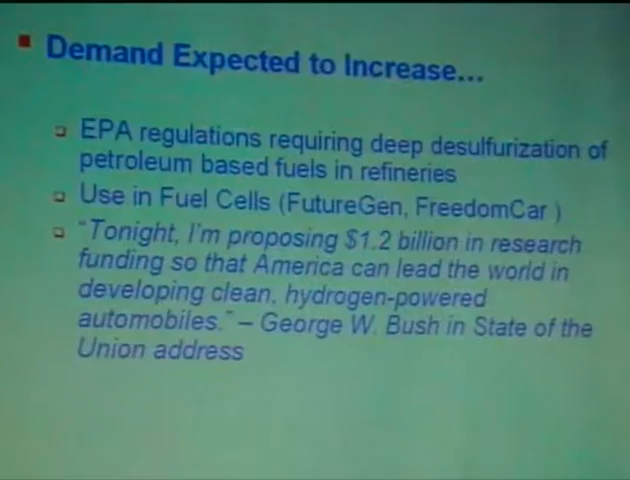 Demand Expected to Increase...
EPA regulations requiring deep desulfurization of
petroleum based fuels in refineries
Use in Fuel Cells (FutureGen, FreedomCar )
"Tonight, I'm proposing $1.2 billion in research
funding so that America can lead the world in
developing clean, hydrogen-powered
automobiles." – George W. Bush in State of the
Union address